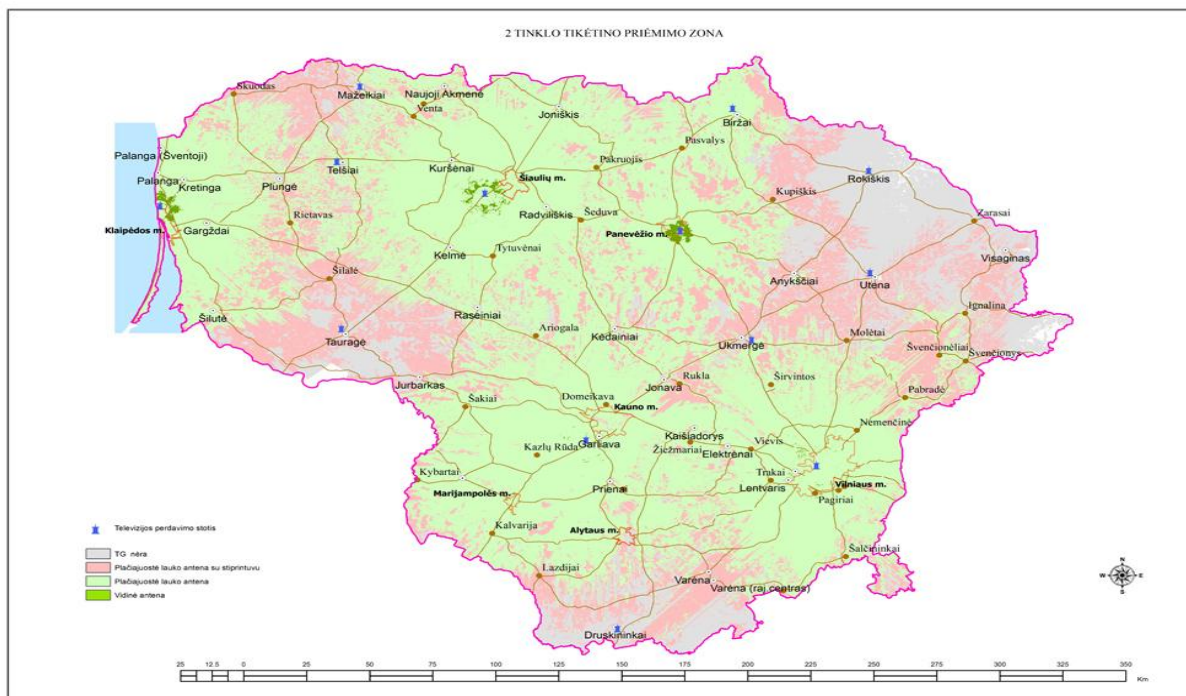 2 TINKLO TIKĖTINO PRIĖMIMO ZONA
Skuodas
Mažeikiai
Naujoji Akmenė
Venta
Joniškis
Biržai
Pasvalys
Palanga (Šventoji)
Telšiai
Kuršėnai
Šiaulių m.
Pakruojis
Rokiškis
Palanga
Kretinga
Plungė
Kupiškis
Rietavas
Radviliškis
Šeduva
Zarasai
Klaipėdos m.
Gargždai
Panevėžio m.
Kelmė
Tytuvėnai
Visaginas
Šilalė
Anykščiai
Utena
Šilutė
Raseiniai
Ignalina
Tauragė
Ariogala
Kėdainiai
Ukmergė
Molėtai
Švenčionėliai
Švenčionys
Jurbarkas
Jonava
Rukla
Širvintos
Pabradė
Šakiai
Domeikava
Kauno m.
Nemenčinė
Garliava
Kaišiadorys
Kazlų Rūda
Žiežmariai
Elektrėnai
Vievis
Kybartai
Trakai
Marijampolės m.
Prienai
Lentvaris
Vilniaus m.
Pagiriai
Kalvarija
Alytaus m.
Šalčininkai
Lazdijai
Varėna
Varėna (raj.centras)
Druskininkai
Televizijos perdavimo stotis
TG nėra
Plačiajuostė lauko antena su stiprintuvu
Plačiajuostė lauko antena
Vidinė antena
N
W E
S
25 12.5 0 25 50 75 100 125 150 175 200 225 250 275 300 325 350
Km